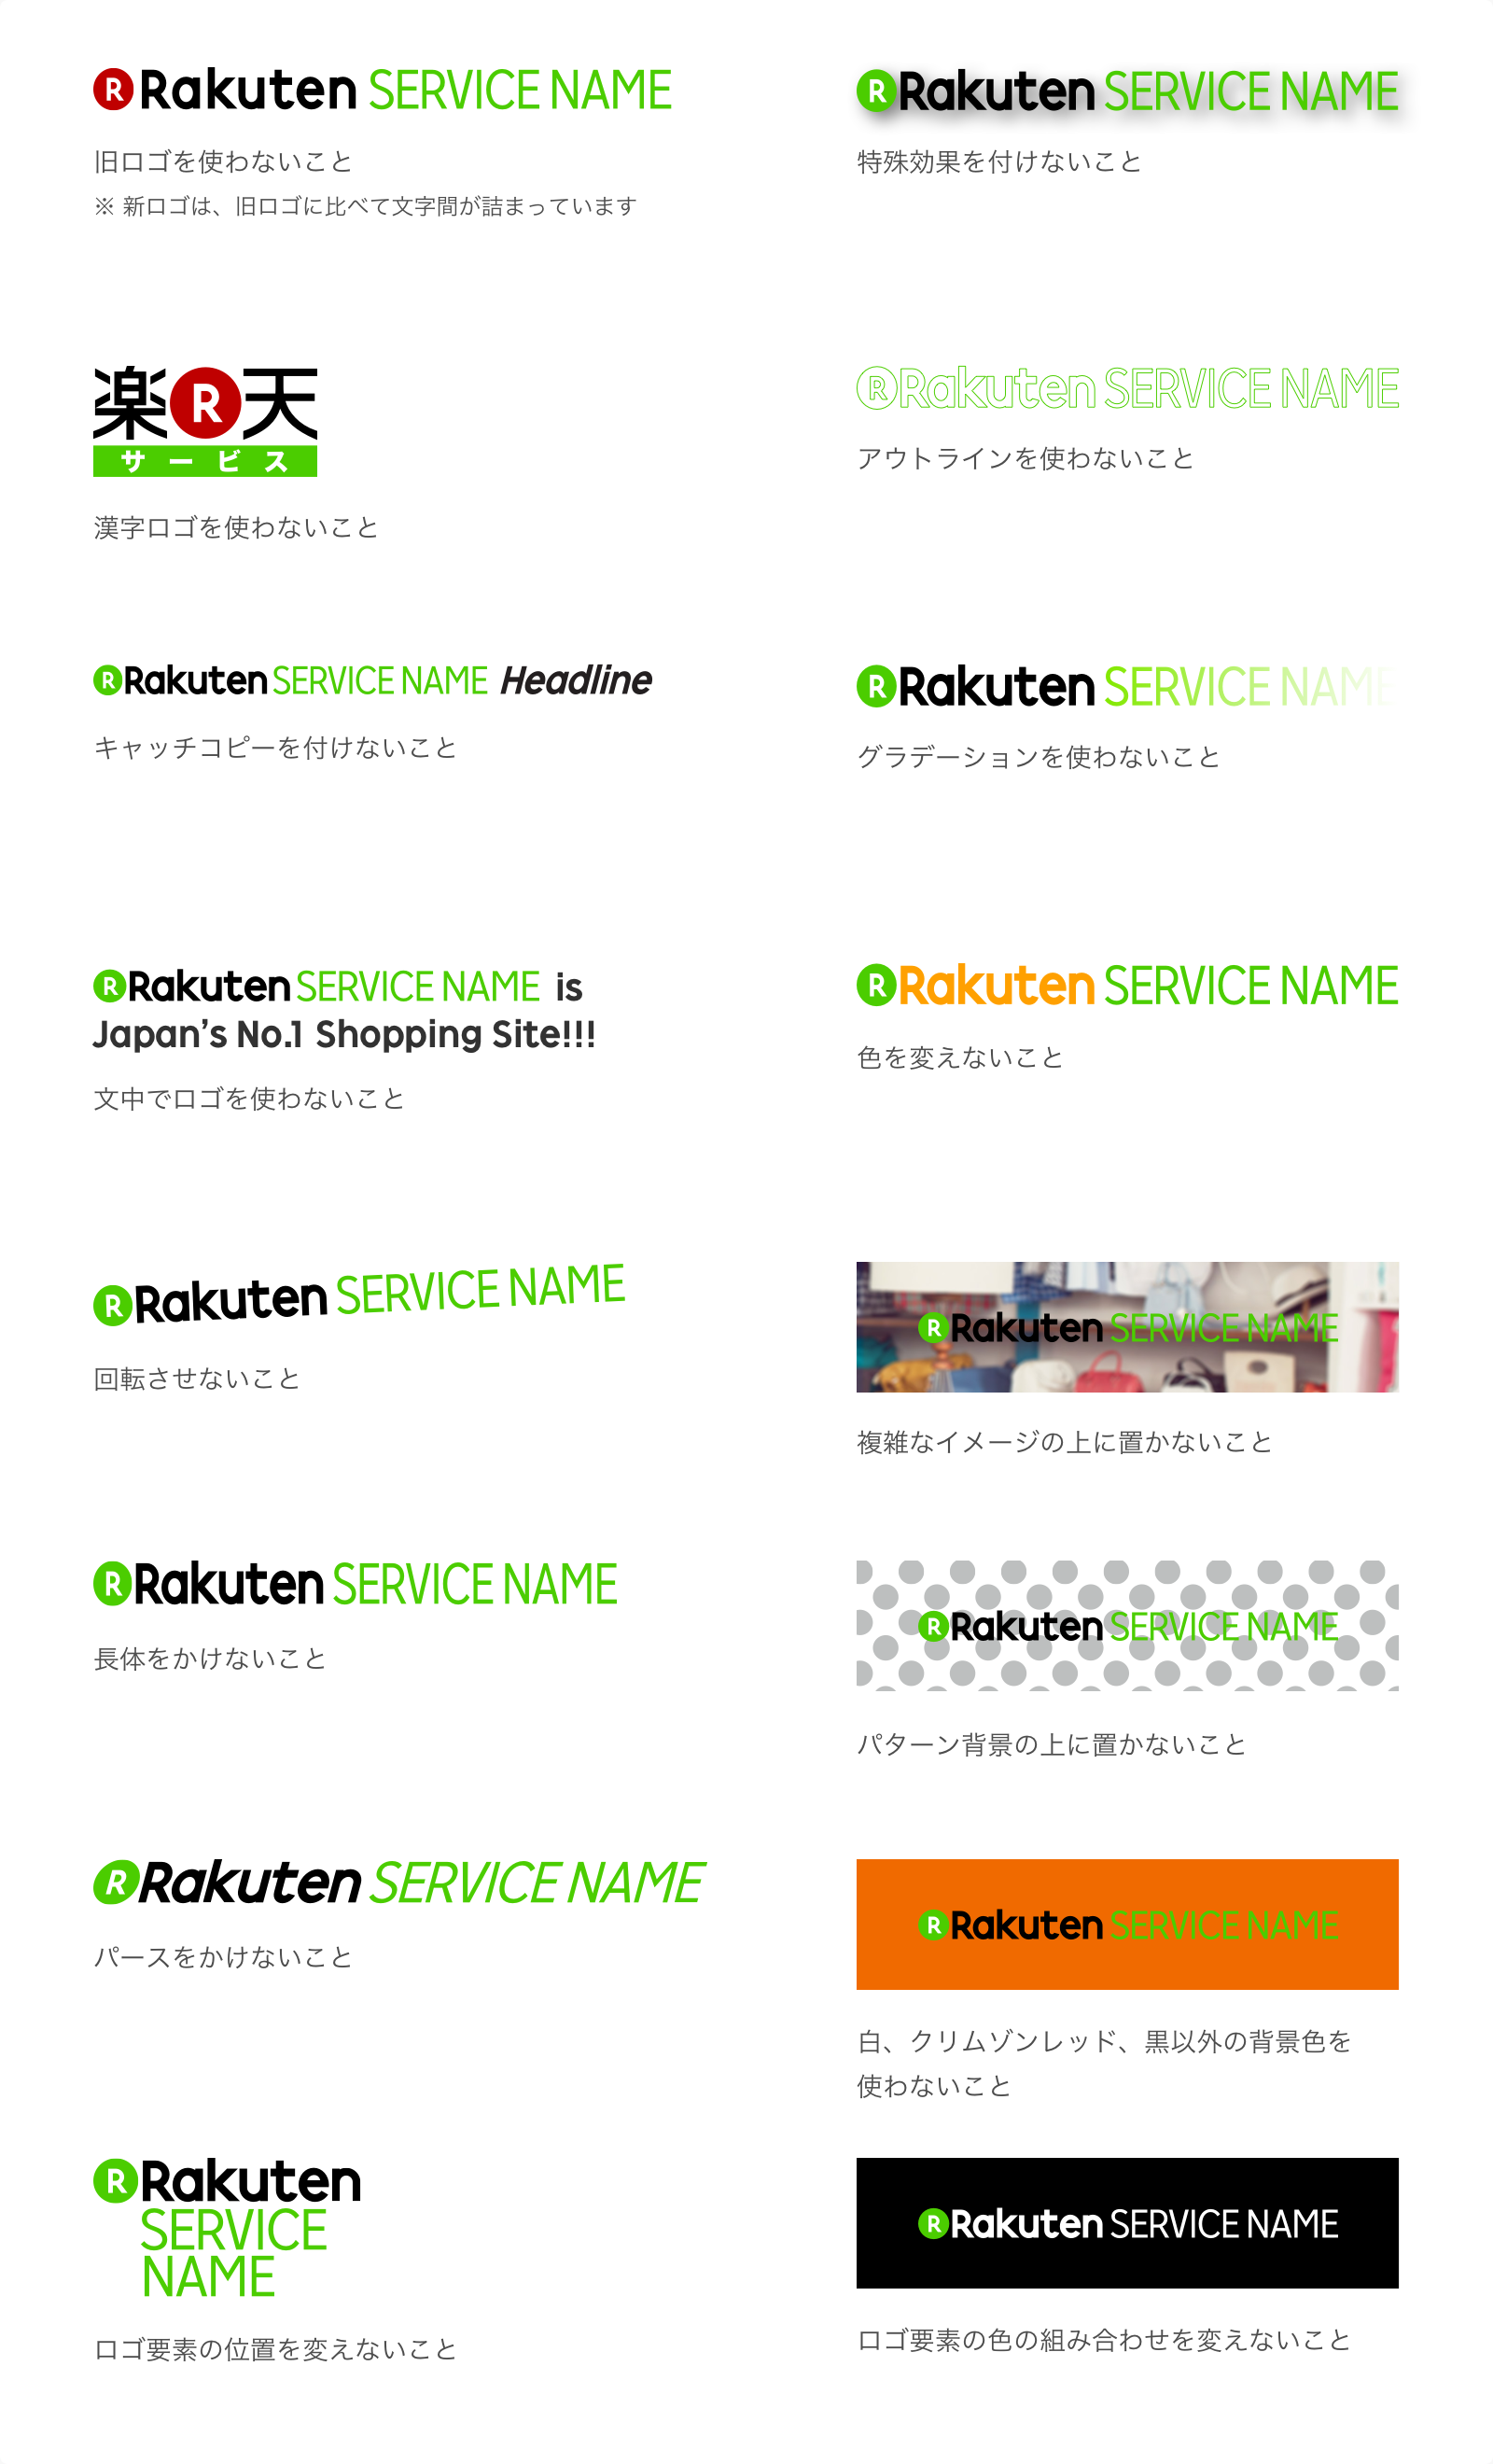 R Rakuten SERVICE NAME
旧ロゴを使わないこと
※ 新ロゴは、旧ロゴに比べて文字間が詰まっています
楽R天
サービス
漢字ロゴを使わないこと
R Rakuten SERVICE NAME Headline
キャッチコピーを付けないこと
R Rakuten SERVICE NAME is
Japan’s No.1 Shopping Site!!!
文中でロゴを使わないこと
R Rakuten SERVICE NAME
回転させないこと
R Rakuten SERVICE NAME
長体をかけないこと
R Rakuten SERVICE NAME
パースをかけないこと
R Rakuten
SERVICE
NAME
ロゴ要素の位置を変えないこと
R Rakuten SERVICE NAME
特殊効果を付けないこと
R Rakuten SERVICE NAME
アウトラインを使わないこと
R Rakuten SERVICE NAME
グラデーションを使わないこと
R Rakuten SERVICE NAME
色を変えないこと
R Rakuten SERVICE NAME
複雑なイメージの上に置かないこと
R Rakuten SERVICE NAME
パターン背景の上に置かないこと
R Rakuten SERVICE NAME
白、クリムゾンレッド、黒以外の背景色を
使わないこと
R Rakuten SERVICE NAME
ロゴ要素の色の組み合わせを変えないこと